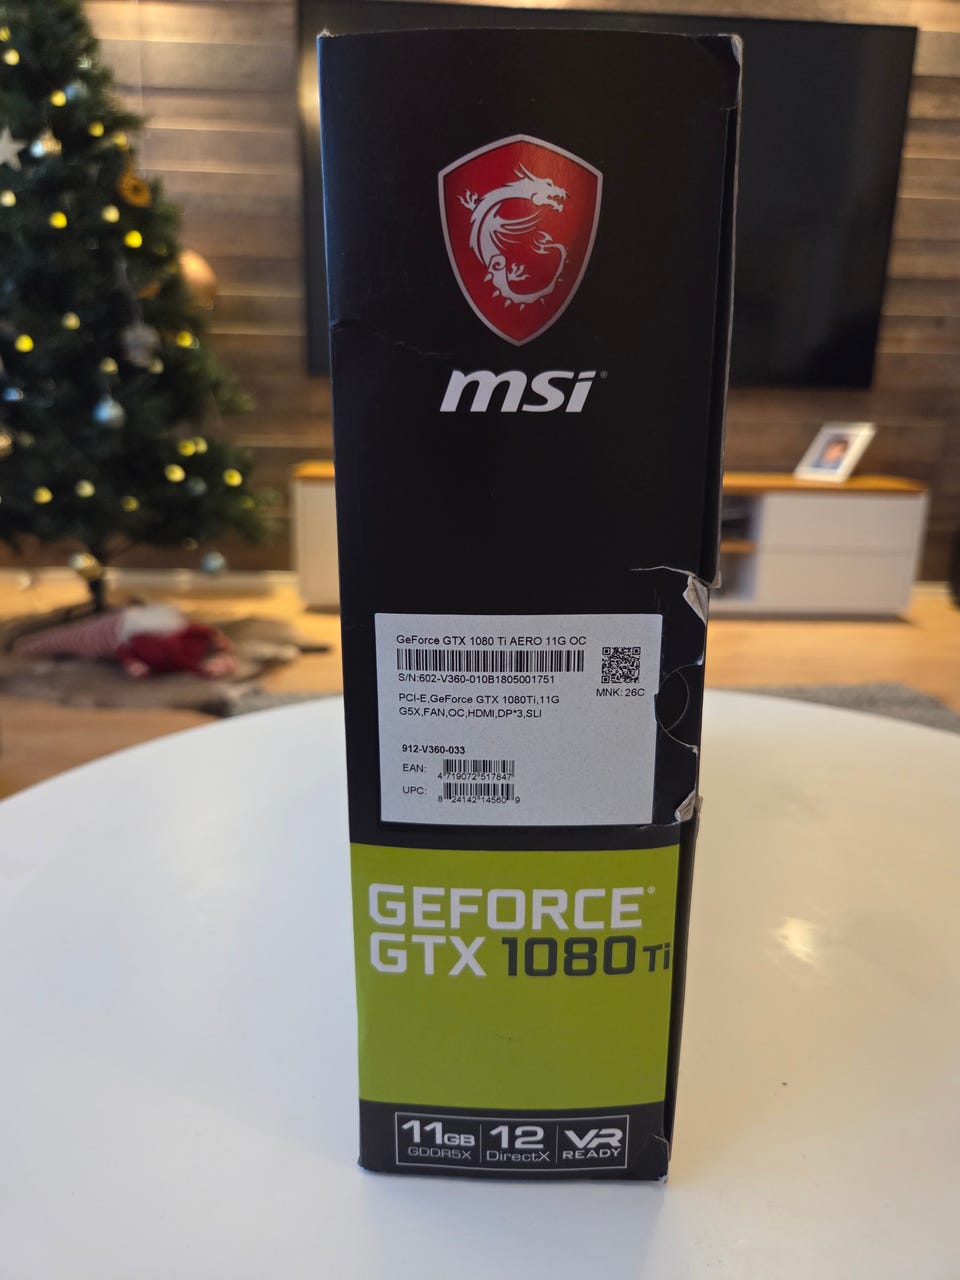 msi®
GeForce GTX 1080 Ti AERO 11G OC
S/N:602-V360-010B1805001751
MNK: 26C
PCI-E,GeForce GTX 1080Ti,11G
G5X,FAN,OC,HDMI,DP*3,SLI
912-V360-033
EAN: 4 719072 517847
UPC: 8 24142 14560 9
GEFORCE®
GTX 1080 Ti
11GB GDDR5X
12 DirectX
VR READY